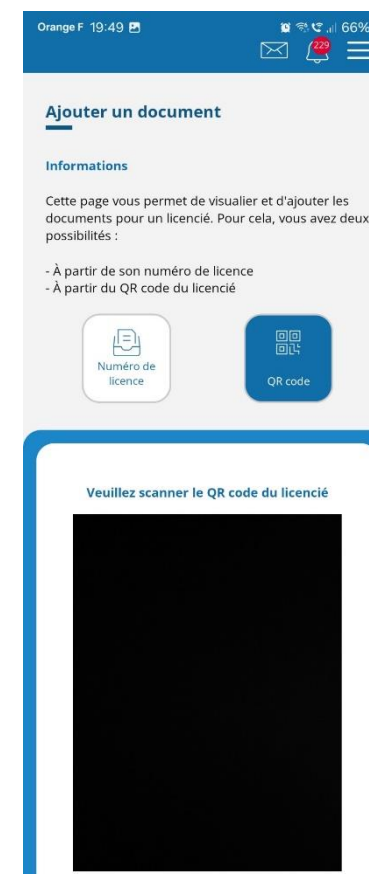 Orange F 19:49 66%
229
Ajouter un document
Informations
Cette page vous permet de visualier et d'ajouter les
documents pour un licencié. Pour cela, vous avez deux
possibilités :
- À partir de son numéro de licence
- À partir du QR code du licencié
Numéro de
licence
QR code
Veuillez scanner le QR code du licencié